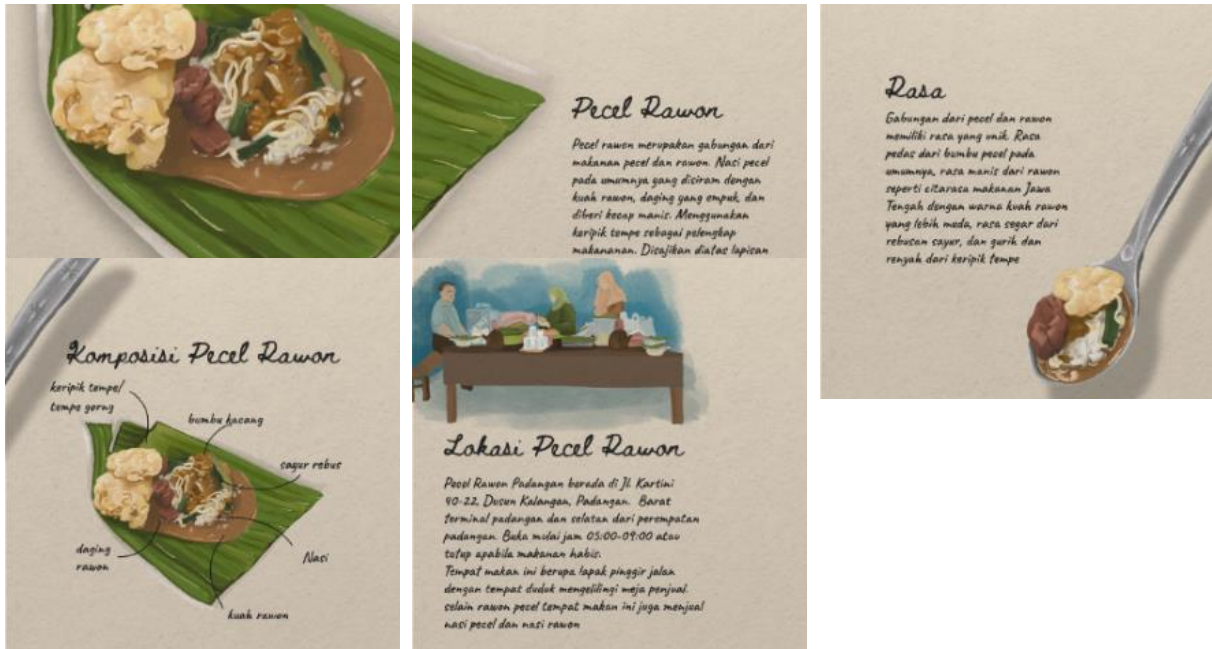 Pecel Rawon
Pecel rawon merupakan gabungan dari
makanan pecel dan rawon. Nasi pecel
pada umumnya yang disiram dengan
kuah rawon, daging yang empuk, dan
diberi kecap manis. Menggunakan
keripik tempe sebagai pelengkap
makananan. Disajikan diatas lapisan
Rasa
Gabungan dari pecel dan rawon
memiliki rasa yang unik. Rasa
pedas dari bumbu pecel pada
umumnya, rasa manis dari rawon
seperti citarasa makanan Jawa
Tengah dengan warna kuah rawon
yang lebih muda, rasa segar dari
rebusan sayur, dan gurih dan
renyah dari keripik tempe
Komposisi Pecel Rawon
keripik tempe/
tempe gorng
bumbu kacang
sayur rebus
daging
rawon
Nasi
kuah rawon
Lokasi Pecel Rawon
Pecel Rawon Padangan berada di Jl. Kartini
90-22, Dusun Kalangan, Padangan. Barat
terminal padangan dan selatan dari perempatan
padangan. Buka mulai jam 05:00-09:00 atau
tutup apabila makanan habis.
Tempat makan ini berupa lapak pinggir jalan
dengan tempat duduk mengelilingi meja penjual.
selain rawon pecel tempat makan ini juga menjual
nasi pecel dan nasi rawon